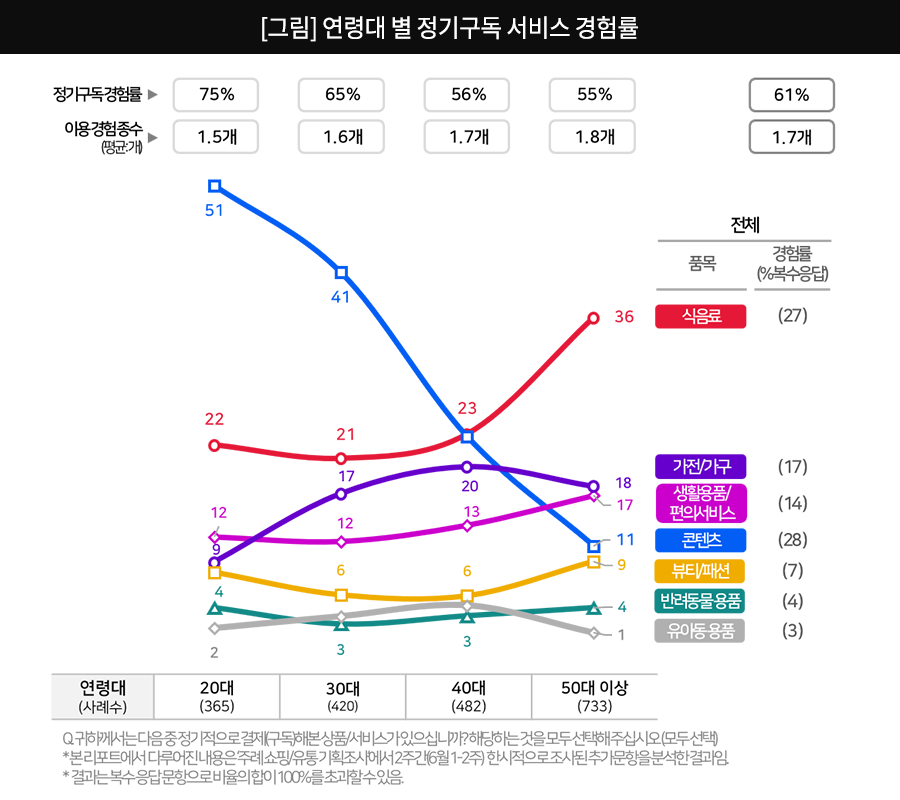 [그림] 연령대 별 정기구독 서비스 경험률
정기구독경험률 ▶ 75% 65% 56% 55% 61%
이용경험종수 ▶ 1.5개 1.6개 1.7개 1.8개 1.7개
(평균:개)
51
41
전체
품목
경험률
(%복수응답)
36
식음료 (27)
22
21
23
가전/가구 (17)
17
20
18
생활용품/
편의서비스 (14)
17
12
12
13
콘텐츠 (28)
11
9
뷰티/패션 (7)
6
6
9
반려동물 용품 (4)
4
4
유아동 용품 (3)
1
2
3
3
연령대 20대 30대 40대 50대 이상
(사례수) (365) (420) (482) (733)
Q. 귀하께서는 다음 중 정기적으로 결제(구독)해본 상품/서비스가 있으십니까? 해당하는 것을 모두 선택해 주십시오.(모두 선택)
* 본 리포트에서 다루어진 내용은 '주례 쇼핑/유통 기획조사'에서 2주간(6월 1-2주) 한시적으로 조사된 추가문항을 분석한 결과임.
* 결과는 복수응답 문항으로 비율의 합이 100%를 초과할 수 있음.